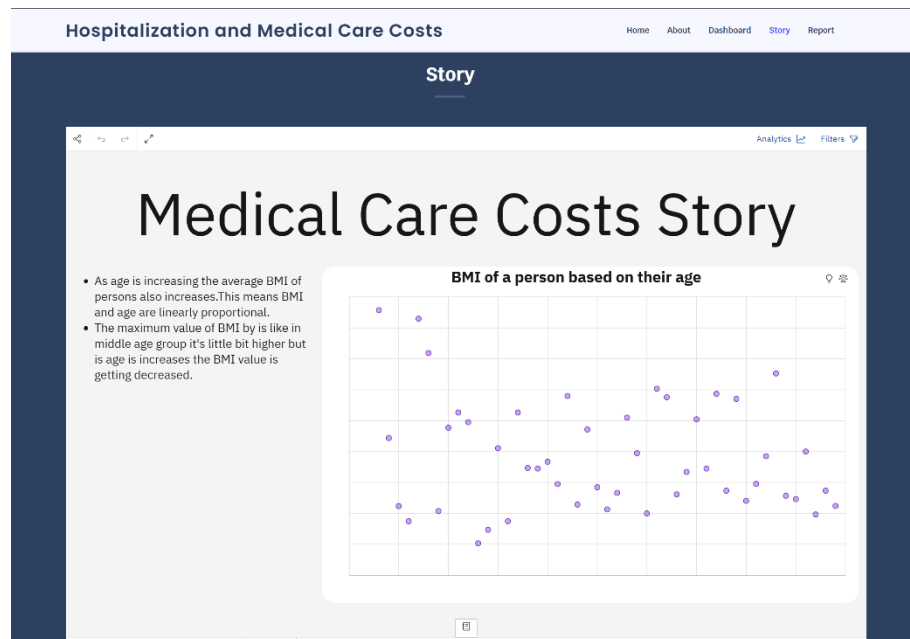 Hospitalization and Medical Care Costs
Home About Dashboard Story Report
Story
Analytics Filters
Medical Care Costs Story
• As age is increasing the average BMI of
persons also increases.This means BMI
and age are linearly proportional.
• The maximum value of BMI by is like in
middle age group it's little bit higher but
is age is increases the BMI value is
getting decreased.
BMI of a person based on their age